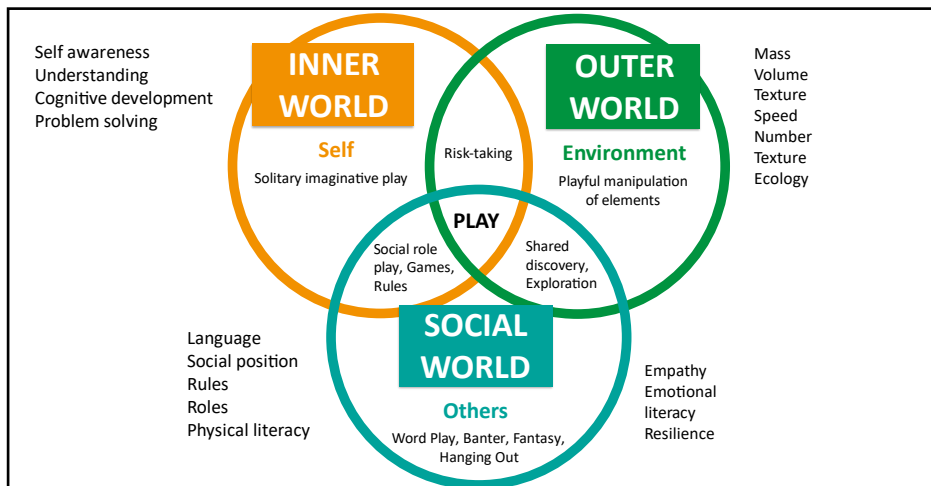 Self awareness
Understanding
Cognitive development
Problem solving
INNER
WORLD
Self
Solitary imaginative play
Risk-taking
OUTER
WORLD
Environment
Playful manipulation
of elements
Mass
Volume
Texture
Speed
Number
Texture
Ecology
PLAY
Social role
play, Games,
Rules
Shared
discovery,
Exploration
SOCIAL
WORLD
Others
Word Play, Banter, Fantasy,
Hanging Out
Language
Social position
Rules
Roles
Physical literacy
Empathy
Emotional
literacy
Resilience